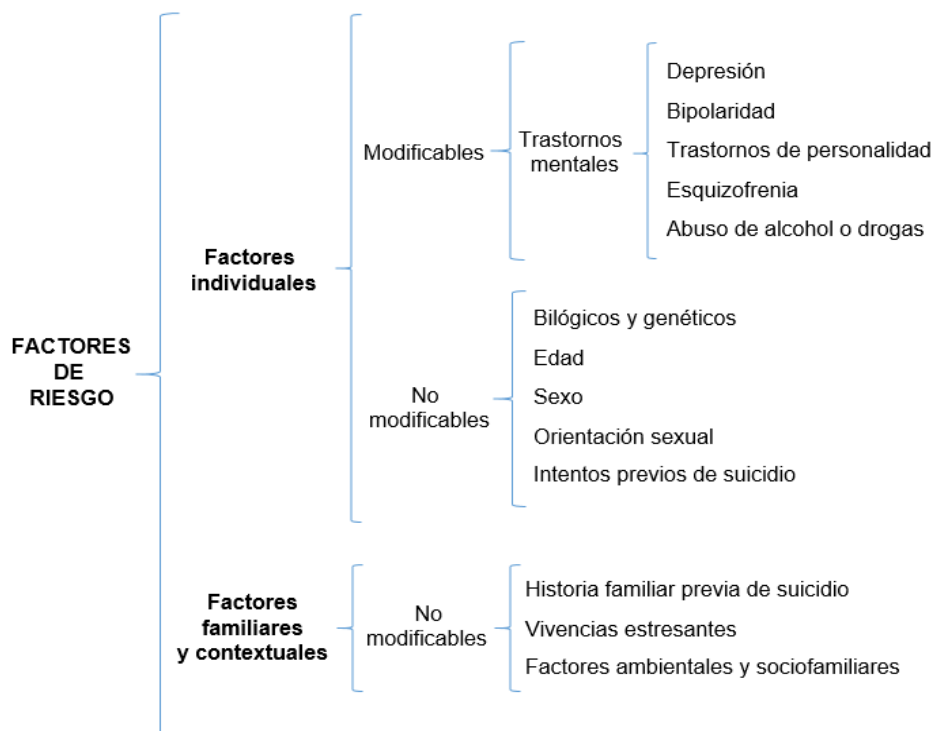 FACTORES
DE
RIESGO
Factores
individuales
Modificables
Trastornos
mentales
Depresión
Bipolaridad
Trastornos de personalidad
Esquizofrenia
Abuso de alcohol o drogas
No
modificables
Bilógicos y genéticos
Edad
Sexo
Orientación sexual
Intentos previos de suicidio
Factores
familiares
y contextuales
No
modificables
Historia familiar previa de suicidio
Vivencias estresantes
Factores ambientales y sociofamiliares